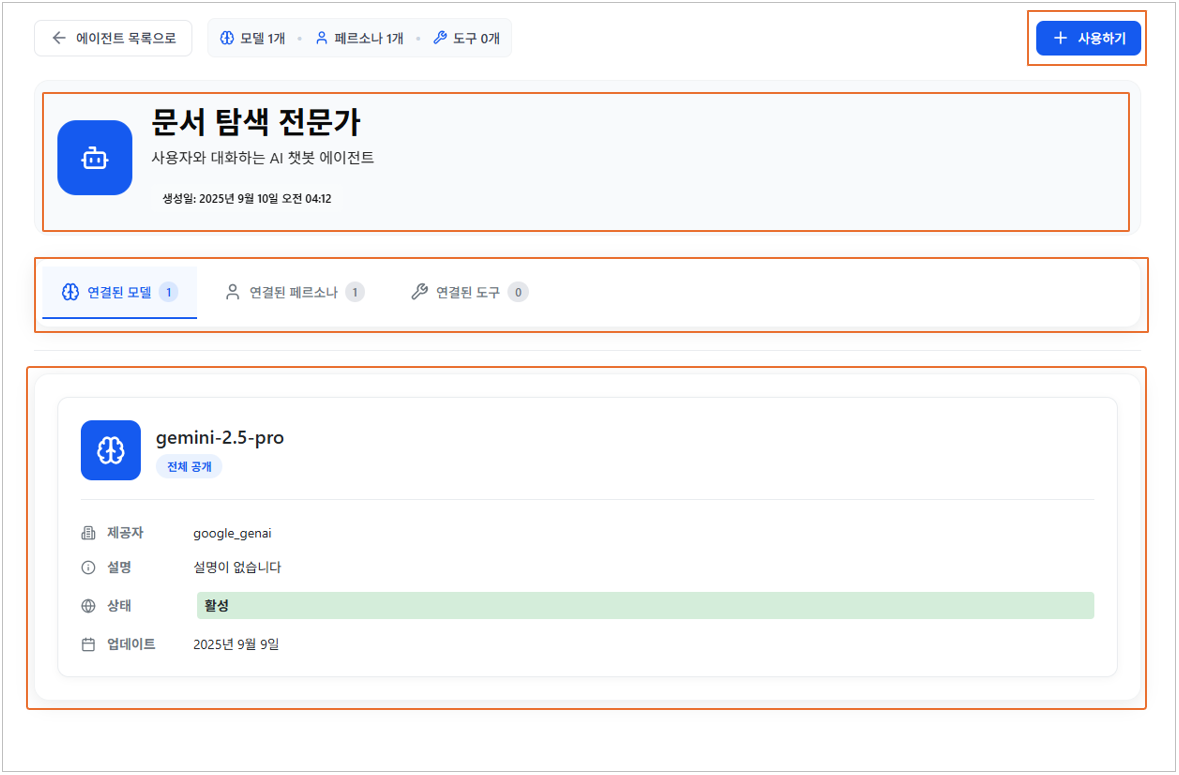 에이전트 목록으로
모델 1개 • 페르소나 1개 • 도구 0개
사용하기
문서 탐색 전문가
사용자와 대화하는 AI 챗봇 에이전트
생성일: 2025년 9월 10일 오전 04:12
연결된 모델 1
연결된 페르소나 1
연결된 도구 0
gemini-2.5-pro
전체 공개
제공자 google_genai
설명 설명이 없습니다
상태 활성
업데이트 2025년 9월 9일